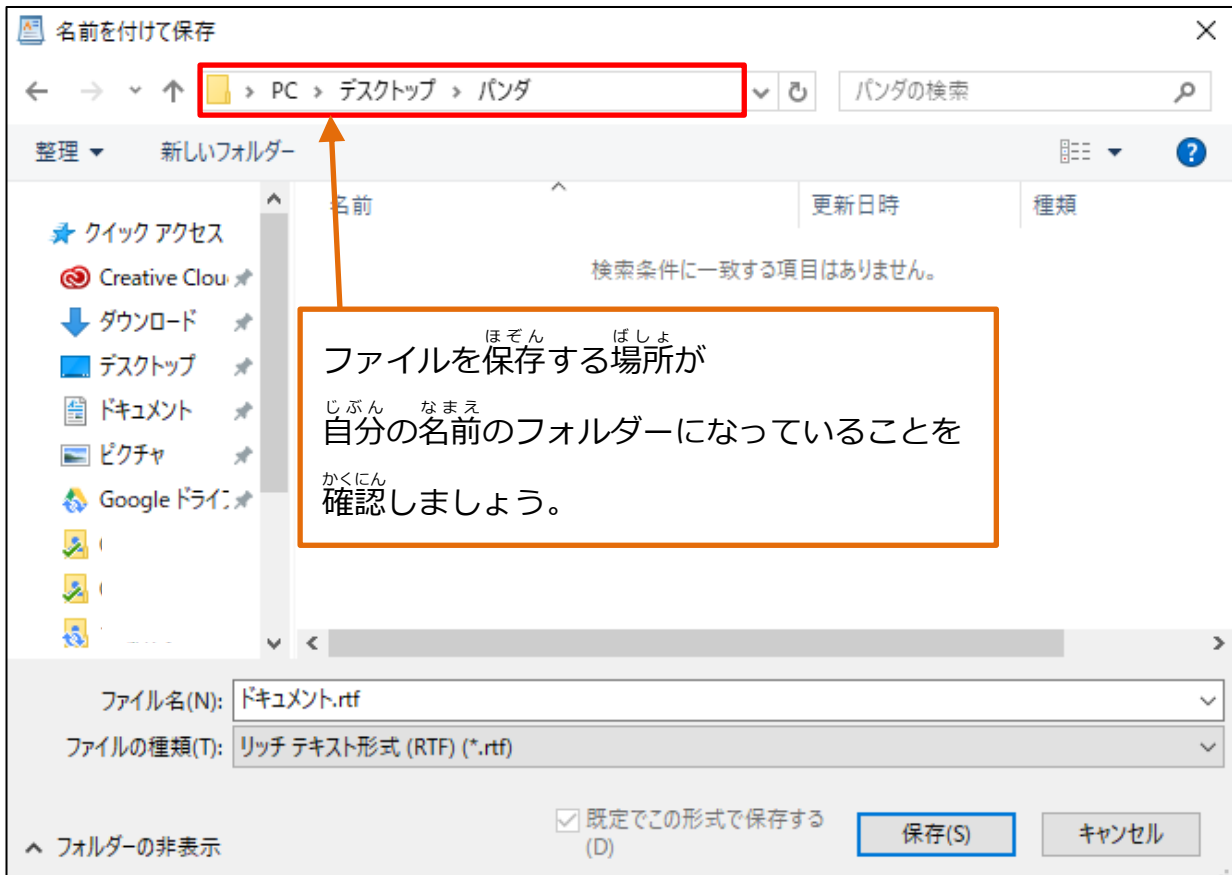 名前を付けて保存
PC > デスクトップ > パンダ
パンダの検索
整理
新しいフォルダー
名前
更新日時
種類
クイック アクセス
検索条件に一致する項目はありません。
Creative Clou
ダウンロード
デスクトップ
ドキュメント
ピクチャ
Google ドライ
ほぞん ばしょ
ファイルを保存する場所が
じぶん なまえ
自分の名前のフォルダーになっていることを
かくにん
確認しましょう。
ファイル名(N): ドキュメント.rtf
ファイルの種類(T): リッチ テキスト形式 (RTF) (*.rtf)
既定でこの形式で保存する
(D)
保存(S)
キャンセル
フォルダーの非表示